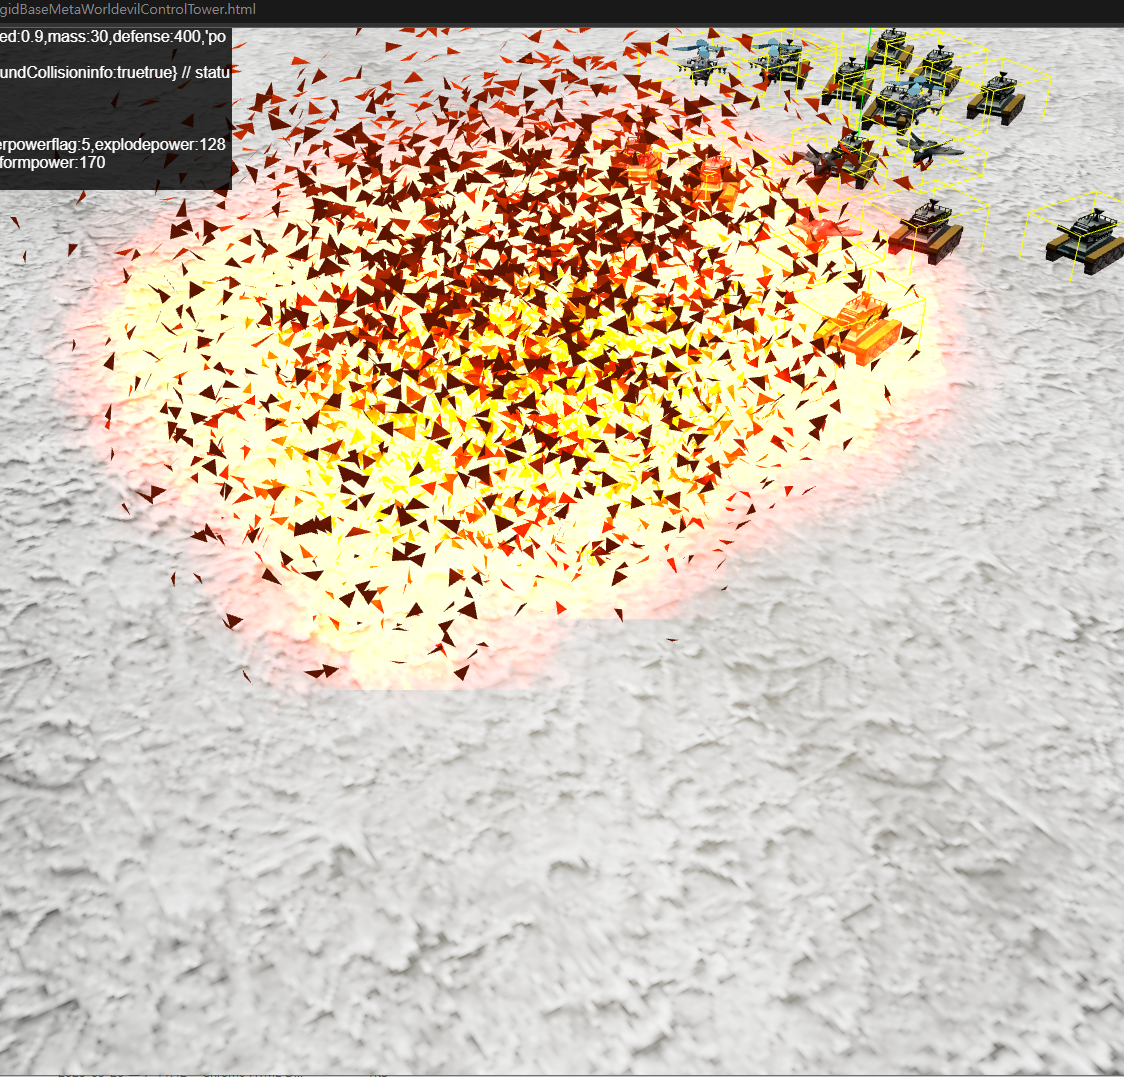 gidBaseMetaWorldevilControlTower.html
ed:0.9,mass:30,defense:400,'po
undCollisioninfo:truetrue} // statu
erpowerflag:5,explodepower:128
formpower:170